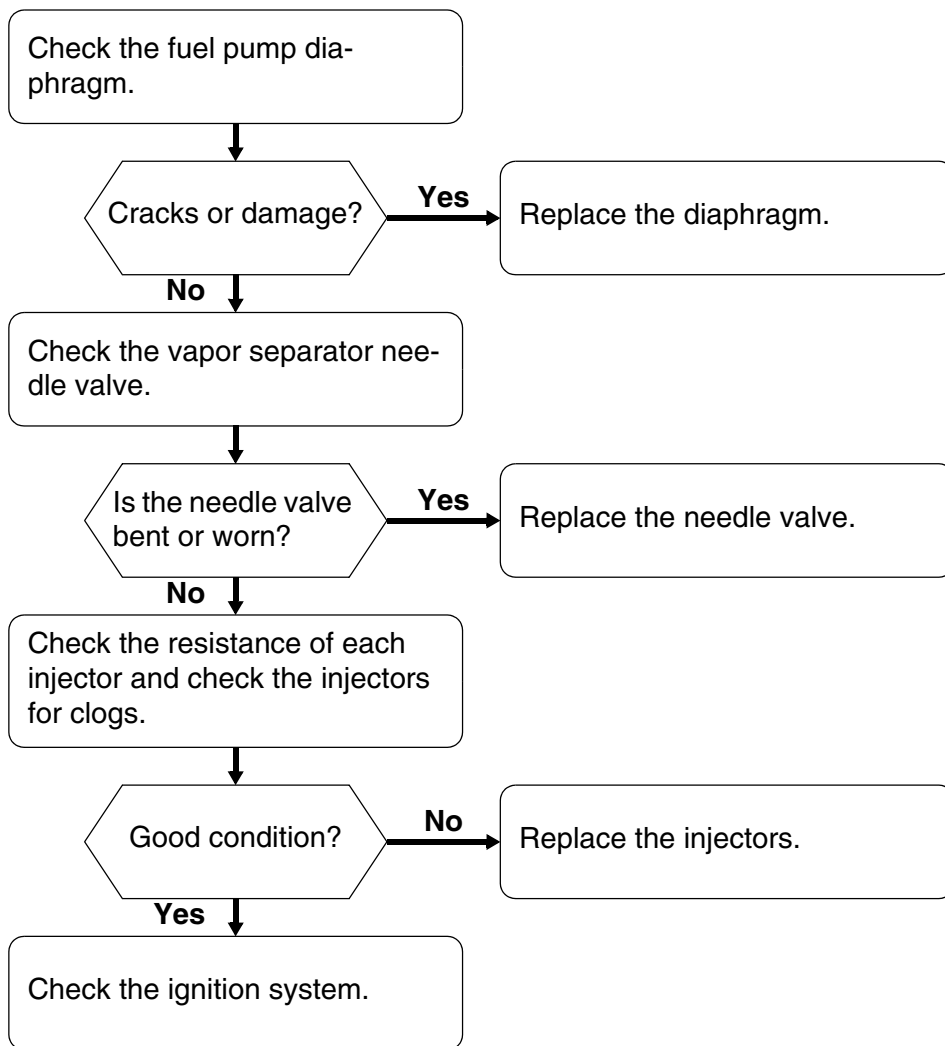 Check the fuel pump dia-
phragm.
Cracks or damage?
Yes
Replace the diaphragm.
No
Check the vapor separator nee-
dle valve.
Is the needle valve
bent or worn?
Yes
Replace the needle valve.
No
Check the resistance of each
injector and check the injectors
for clogs.
Good condition?
No
Replace the injectors.
Yes
Check the ignition system.